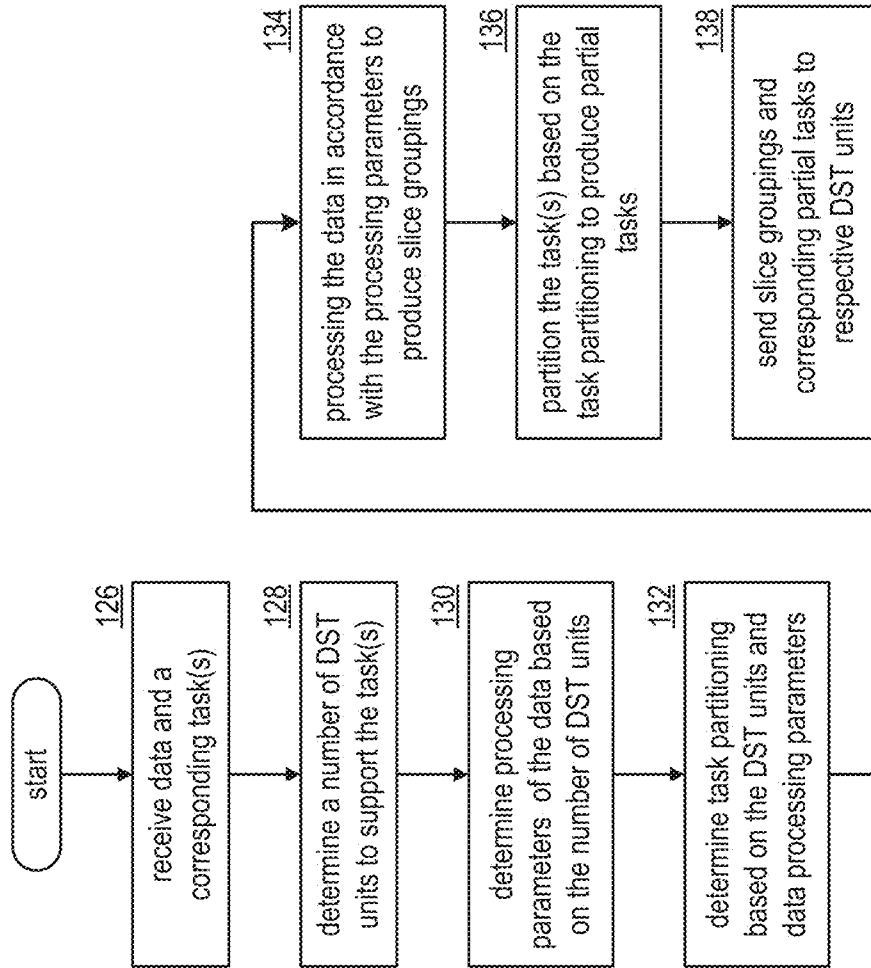 start
126
receive data and a
corresponding task(s)
128
determine a number of DST
units to support the task(s)
130
determine processing
parameters of the data based
on the number of DST units
132
determine task partitioning
based on the DST units and
data processing parameters
134
processing the data in accordance
with the processing parameters to
produce slice groupings
136
partition the task(s) based on the
task partitioning to produce partial
tasks
138
send slice groupings and
corresponding partial tasks to
respective DST units